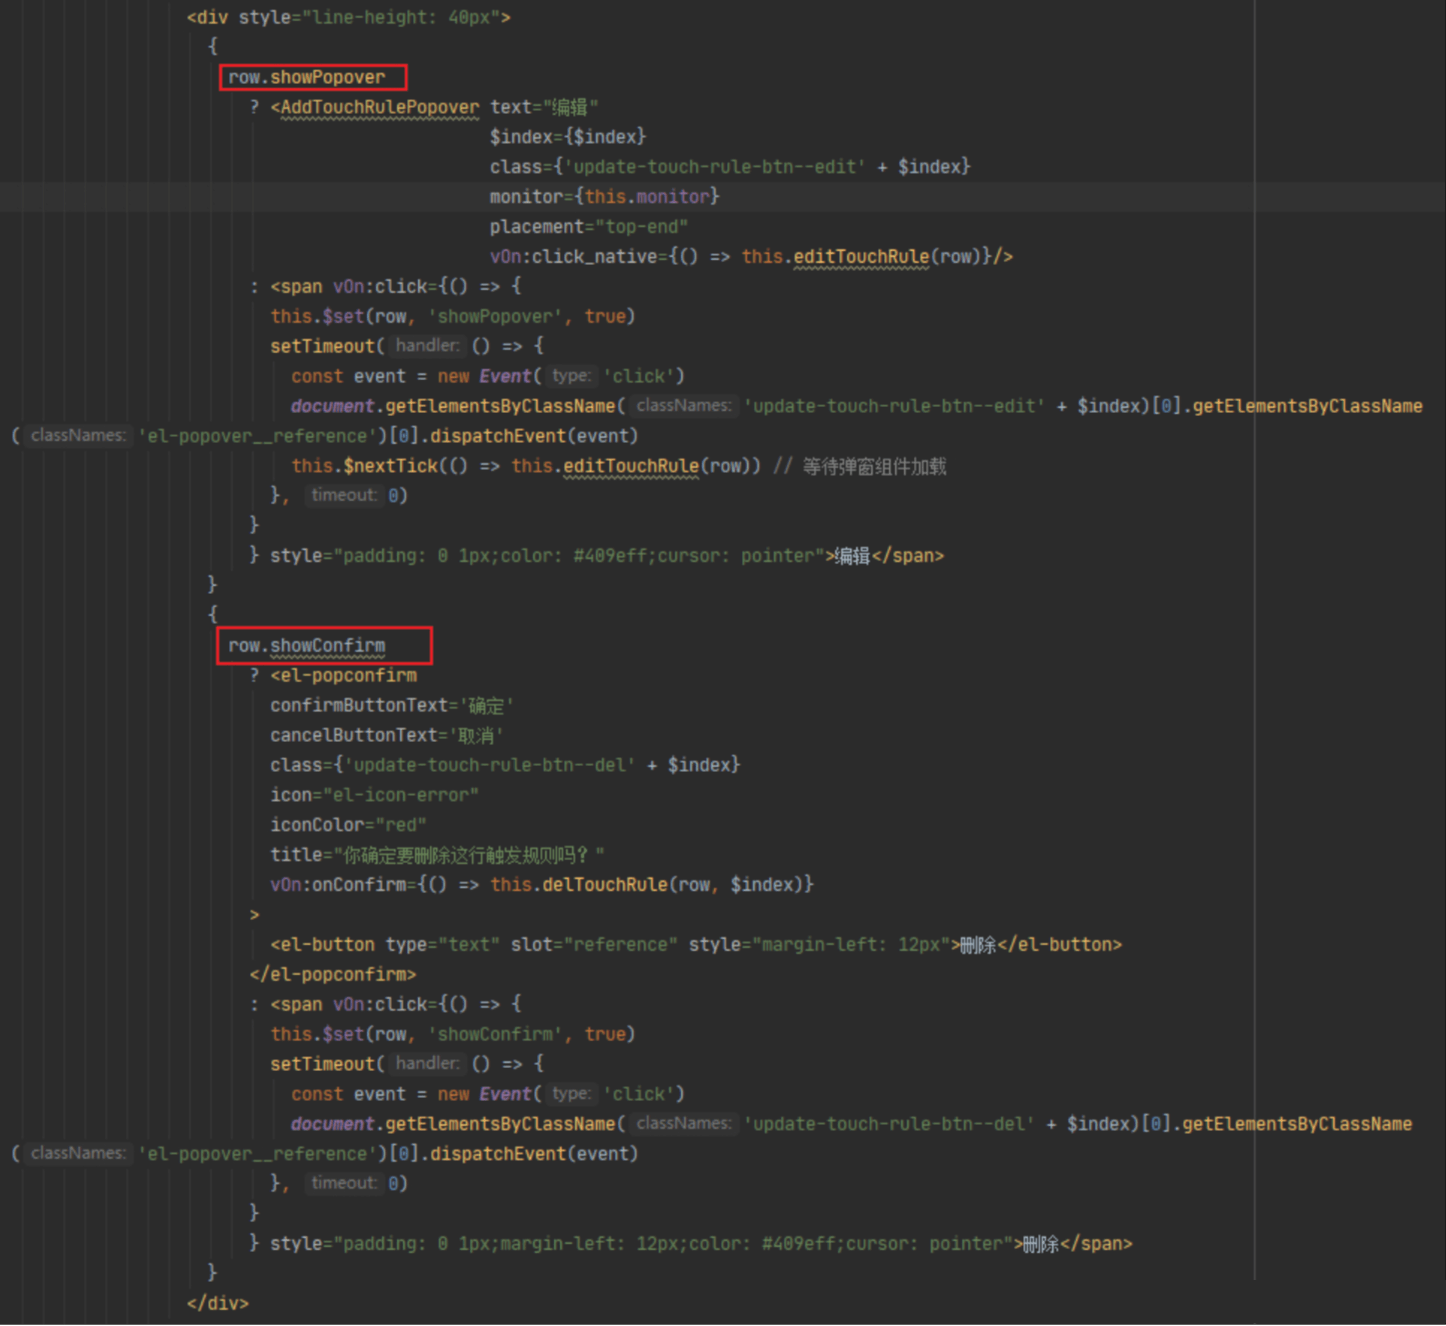 <div style="line-height: 40px">
{
row.showPopover
? <AddTouchRulePopover text="编辑"
$index={$index}
class={'update-touch-rule-btn--edit' + $index}
monitor={this.monitor}
placement="top-end"
vOn:click_native={() => this.editTouchRule(row)}/>
: <span vOn:click={() => {
this.$set(row, 'showPopover', true)
setTimeout( handler: () => {
const event = new Event( type: 'click')
document.getElementsByClassName( classNames: 'update-touch-rule-btn--edit' + $index)[0].getElementsByClassName
( classNames: 'el-popover__reference')[0].dispatchEvent(event)
this.$nextTick(() => this.editTouchRule(row)) // 等待弹窗组件加载
}, timeout: 0)
}
} style="padding: 0 1px;color: #409eff;cursor: pointer">编辑</span>
}
{
row.showConfirm
? <el-popconfirm
confirmButtonText='确定'
cancelButtonText='取消'
class={'update-touch-rule-btn--del' + $index}
icon="el-icon-error"
iconColor="red"
title="你确定要删除这行触发规则吗？"
vOn:onConfirm={() => this.delTouchRule(row, $index)}
>
<el-button type="text" slot="reference" style="margin-left: 12px">删除</el-button>
</el-popconfirm>
: <span vOn:click={() => {
this.$set(row, 'showConfirm', true)
setTimeout( handler: () => {
const event = new Event( type: 'click')
document.getElementsByClassName( classNames: 'update-touch-rule-btn--del' + $index)[0].getElementsByClassName
( classNames: 'el-popover__reference')[0].dispatchEvent(event)
}, timeout: 0)
}
} style="padding: 0 1px;margin-left: 12px;color: #409eff;cursor: pointer">删除</span>
}
</div>